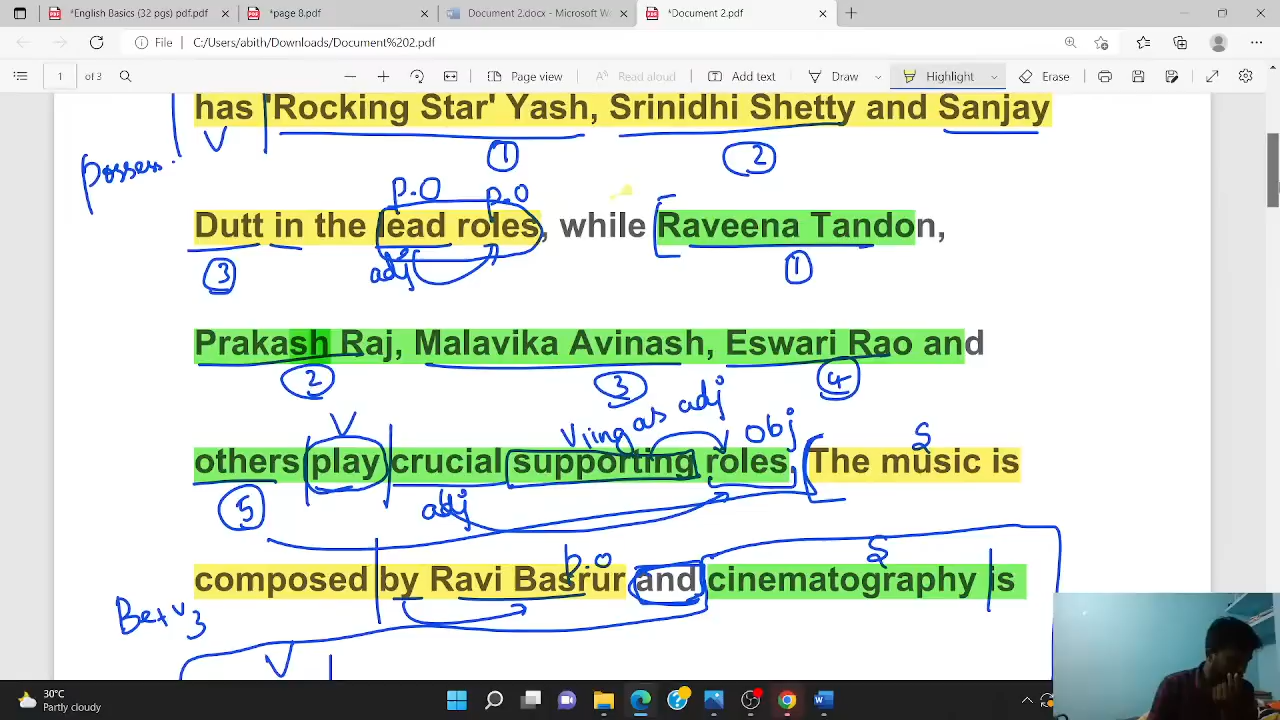 *English Basics (32 pgs) pdf.pdf
*page 8.pdf
Document 2.docx - Microsoft W
*Document 2.pdf
File
C:/Users/abith/Downloads/Document%202.pdf
1 of 3
Page view
Read aloud
Add text
Draw
Highlight
Erase
has 'Rocking Star' Yash, Srinidhi Shetty and Sanjay
V
1
2
possess
p.o p.o
Dutt in the lead roles, while Raveena Tandon,
3
adj
1
Prakash Raj, Malavika Avinash, Eswari Rao and
2
3
4
V
Ving as adj
obj
S
others play crucial supporting roles. The music is
5
adj
p.o
S
composed by Ravi Basrur and cinematography is
Be+V3
V
30°C
Partly cloudy